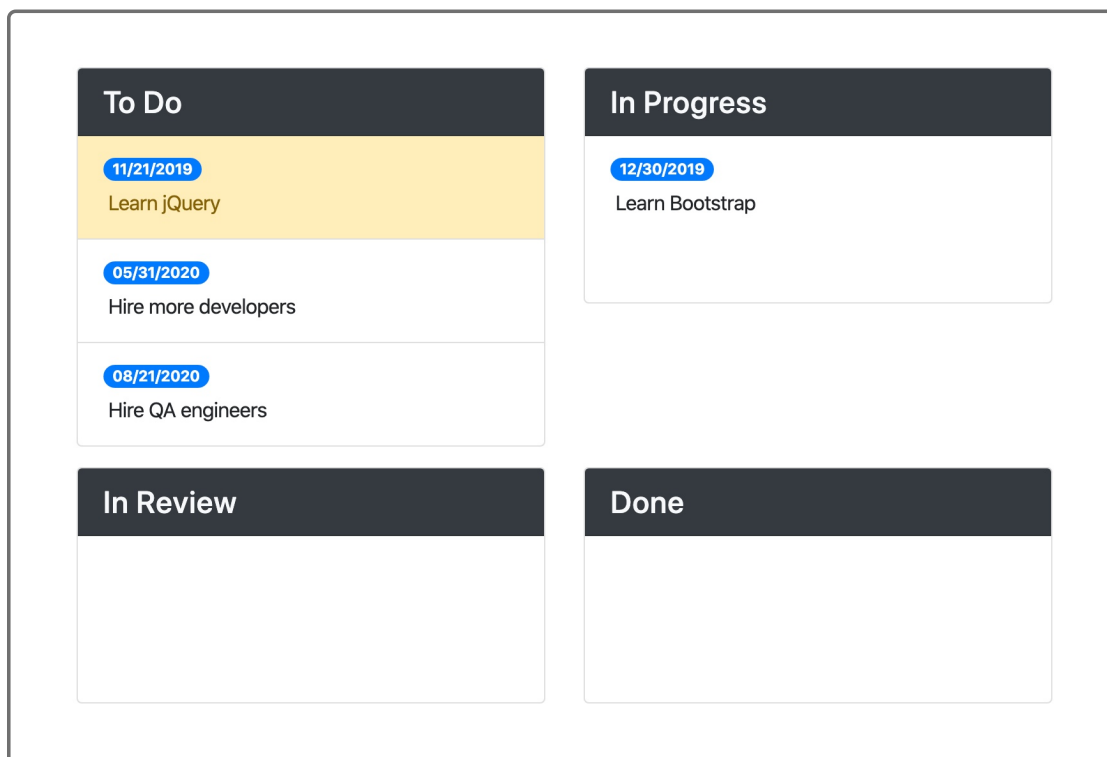 To Do
11/21/2019
Learn jQuery
05/31/2020
Hire more developers
08/21/2020
Hire QA engineers
In Progress
12/30/2019
Learn Bootstrap
In Review
Done